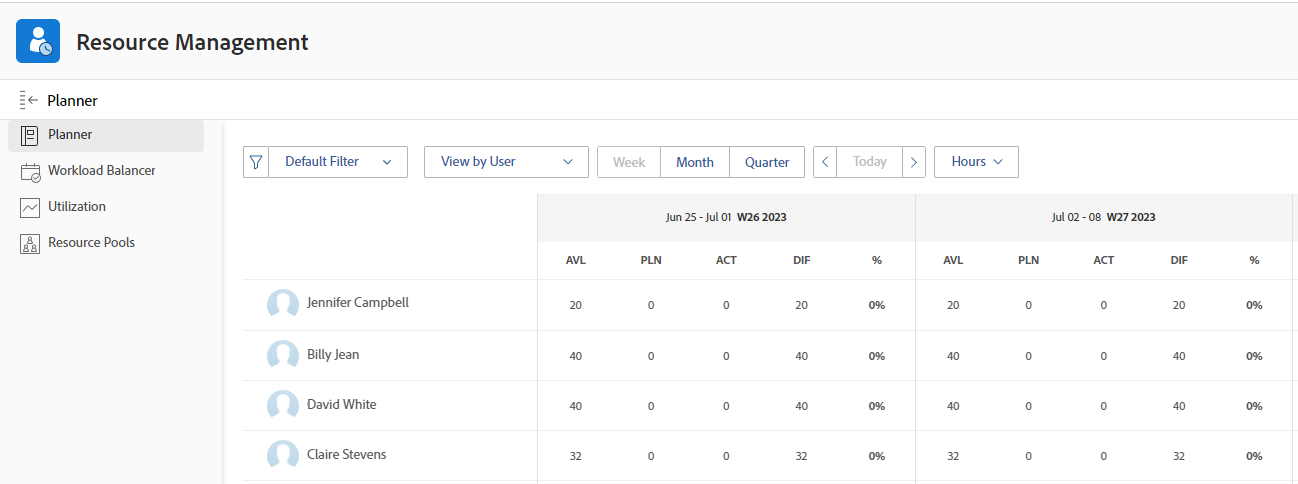 Resource Management
Planner
Planner
Workload Balancer
Utilization
Resource Pools
Default Filter View by User Week Month Quarter Today Hours
Jun 25 - Jul 01 W26 2023 Jul 02 - 08 W27 2023
AVL PLN ACT DIF % AVL PLN ACT DIF %
Jennifer Campbell 20 0 0 20 0% 20 0 0 20 0%
Billy Jean 40 0 0 40 0% 40 0 0 40 0%
David White 40 0 0 40 0% 40 0 0 40 0%
Claire Stevens 32 0 0 32 0% 32 0 0 32 0%